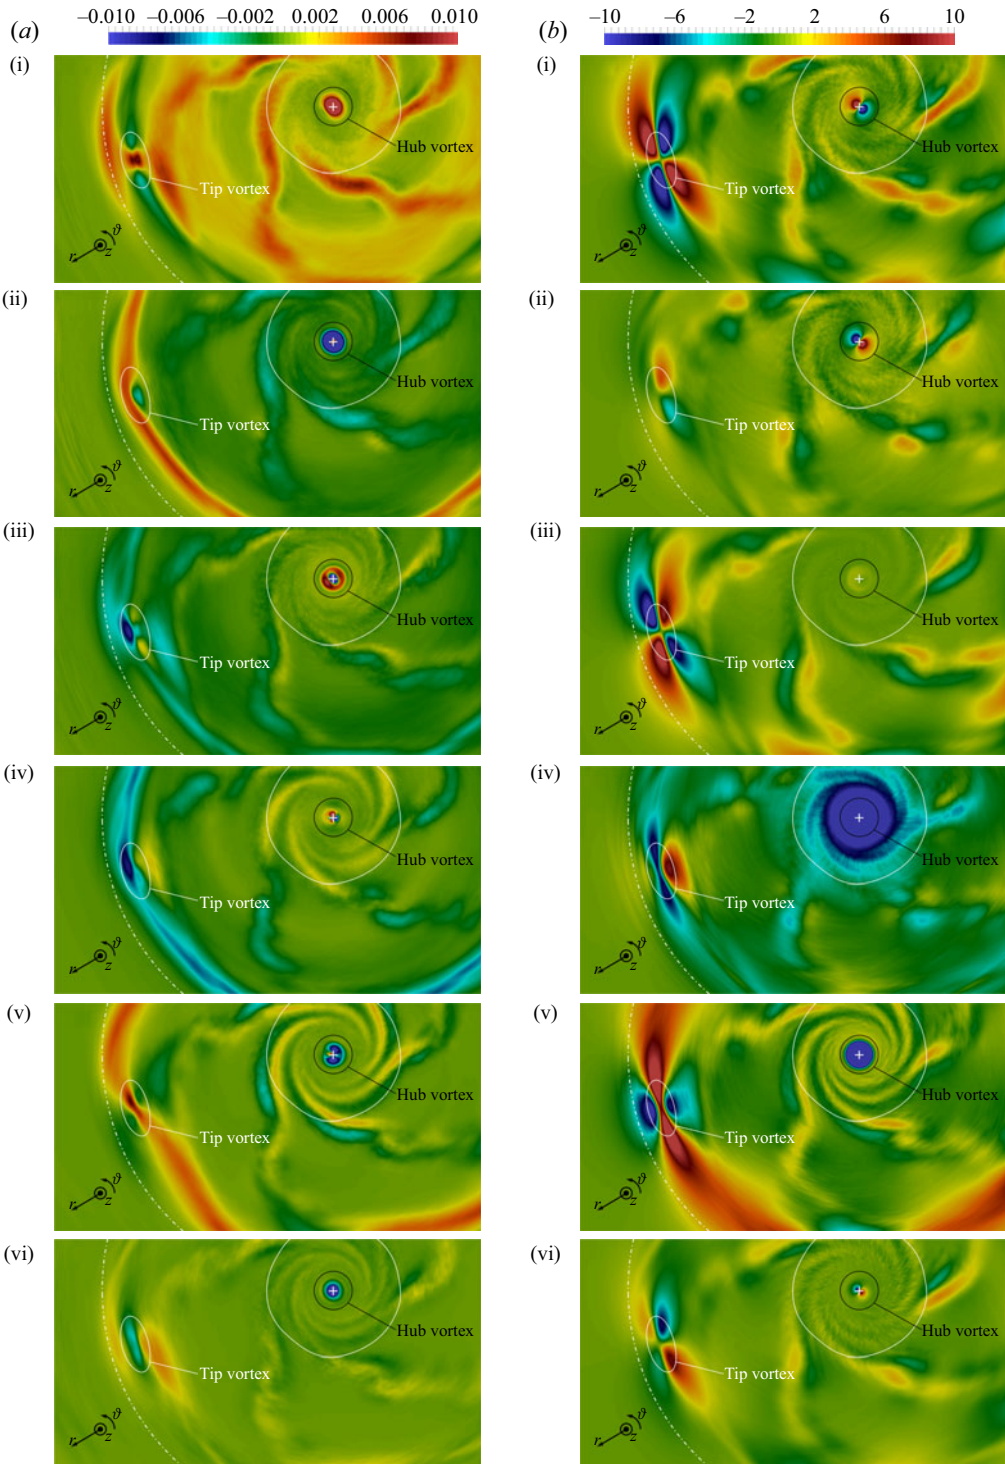 (a) −0.010 −0.006 −0.002 0.002 0.006 0.010
(b) −10 −6 −2 2 6 10
(i) Hub vortex Tip vortex r z ϑ
(i) Hub vortex Tip vortex r z ϑ
(ii) Hub vortex Tip vortex r z ϑ
(ii) Hub vortex Tip vortex r z ϑ
(iii) Hub vortex Tip vortex r z ϑ
(iii) Hub vortex Tip vortex r z ϑ
(iv) Hub vortex Tip vortex r z ϑ
(iv) Hub vortex Tip vortex r z ϑ
(v) Hub vortex Tip vortex r z ϑ
(v) Hub vortex Tip vortex r z ϑ
(vi) Hub vortex Tip vortex r z ϑ
(vi) Hub vortex Tip vortex r z ϑ